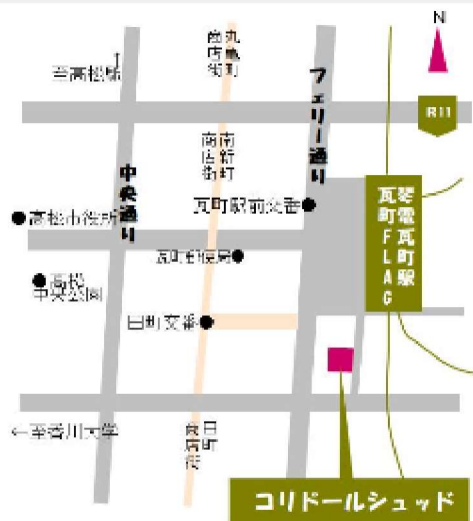 N
丸亀町
商店街
↑
至高松駅
フェリー通り
R11
南新町
商店街
中央通り
瓦町駅前交番
琴電瓦町駅
瓦町FLAG
高松市役所
瓦町郵便局
高松
中央公園
田町交番
←至香川大学
田町
商店街
コリドールシュッド